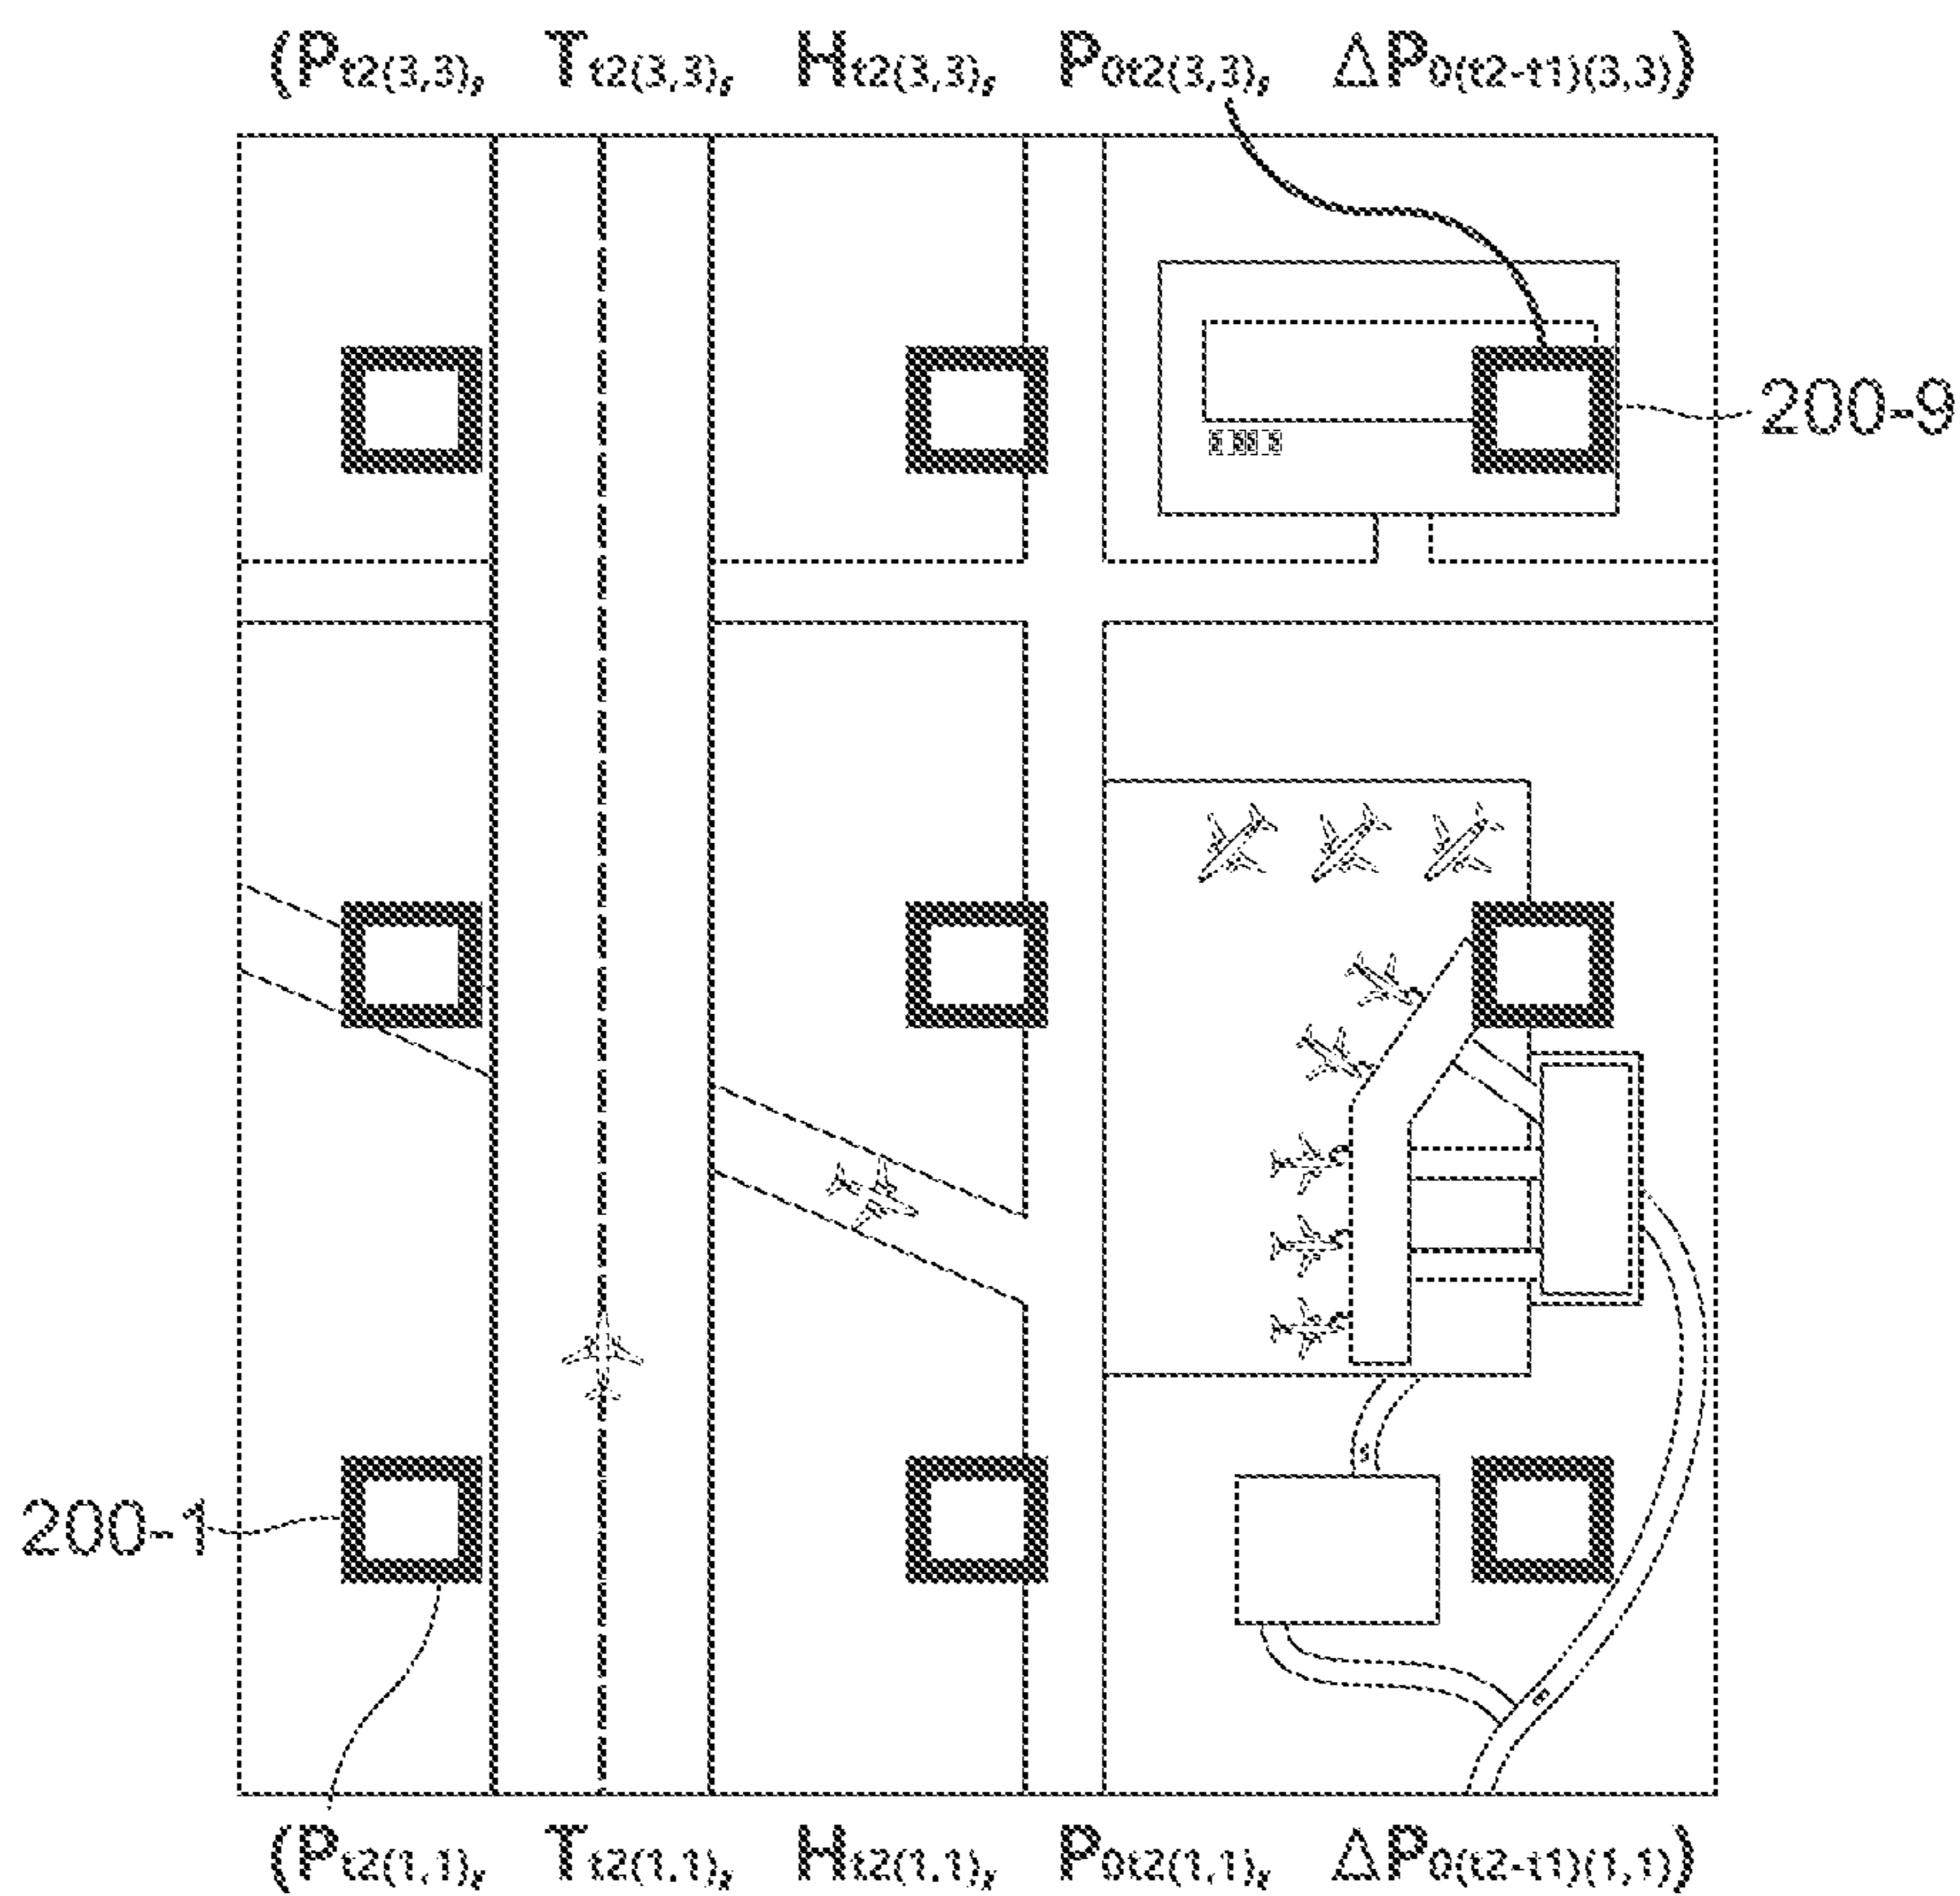 (Pt2(3,3), Tt2(3,3), Ht2(3,3), P0t2(3,3), ΔP0(t2-t1)(3,3))
200-9
200-1
(Pt2(1,1), Tt2(1,1), Ht2(1,1), P0t2(1,1), ΔP0(t2-t1)(1,1))